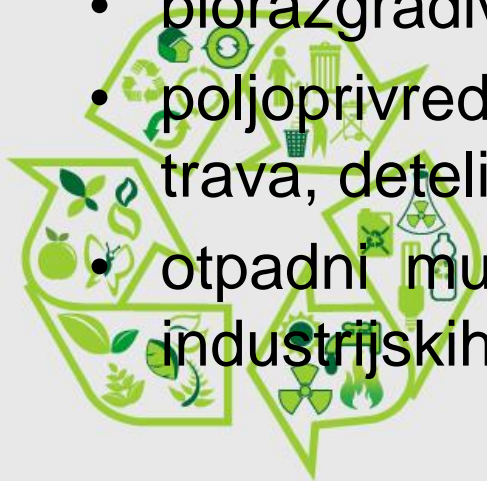 • biorazgradiv
• poljoprivred
trava, deteli
• otpadni mu
industrijskih